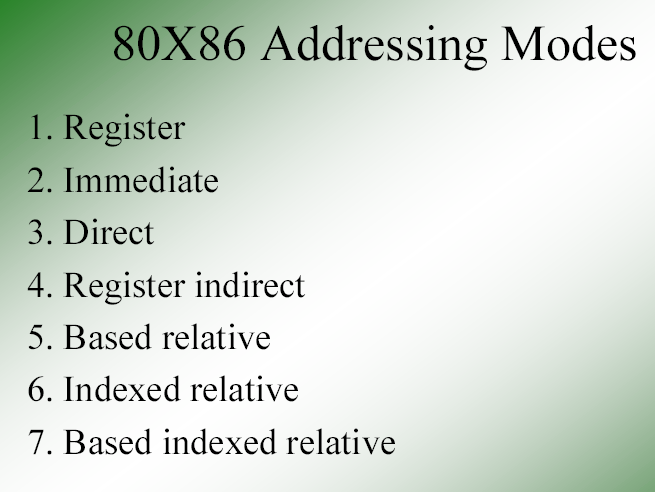 80X86 Addressing Modes
1. Register
2. Immediate
3. Direct
4. Register indirect
5. Based relative
6. Indexed relative
7. Based indexed relative